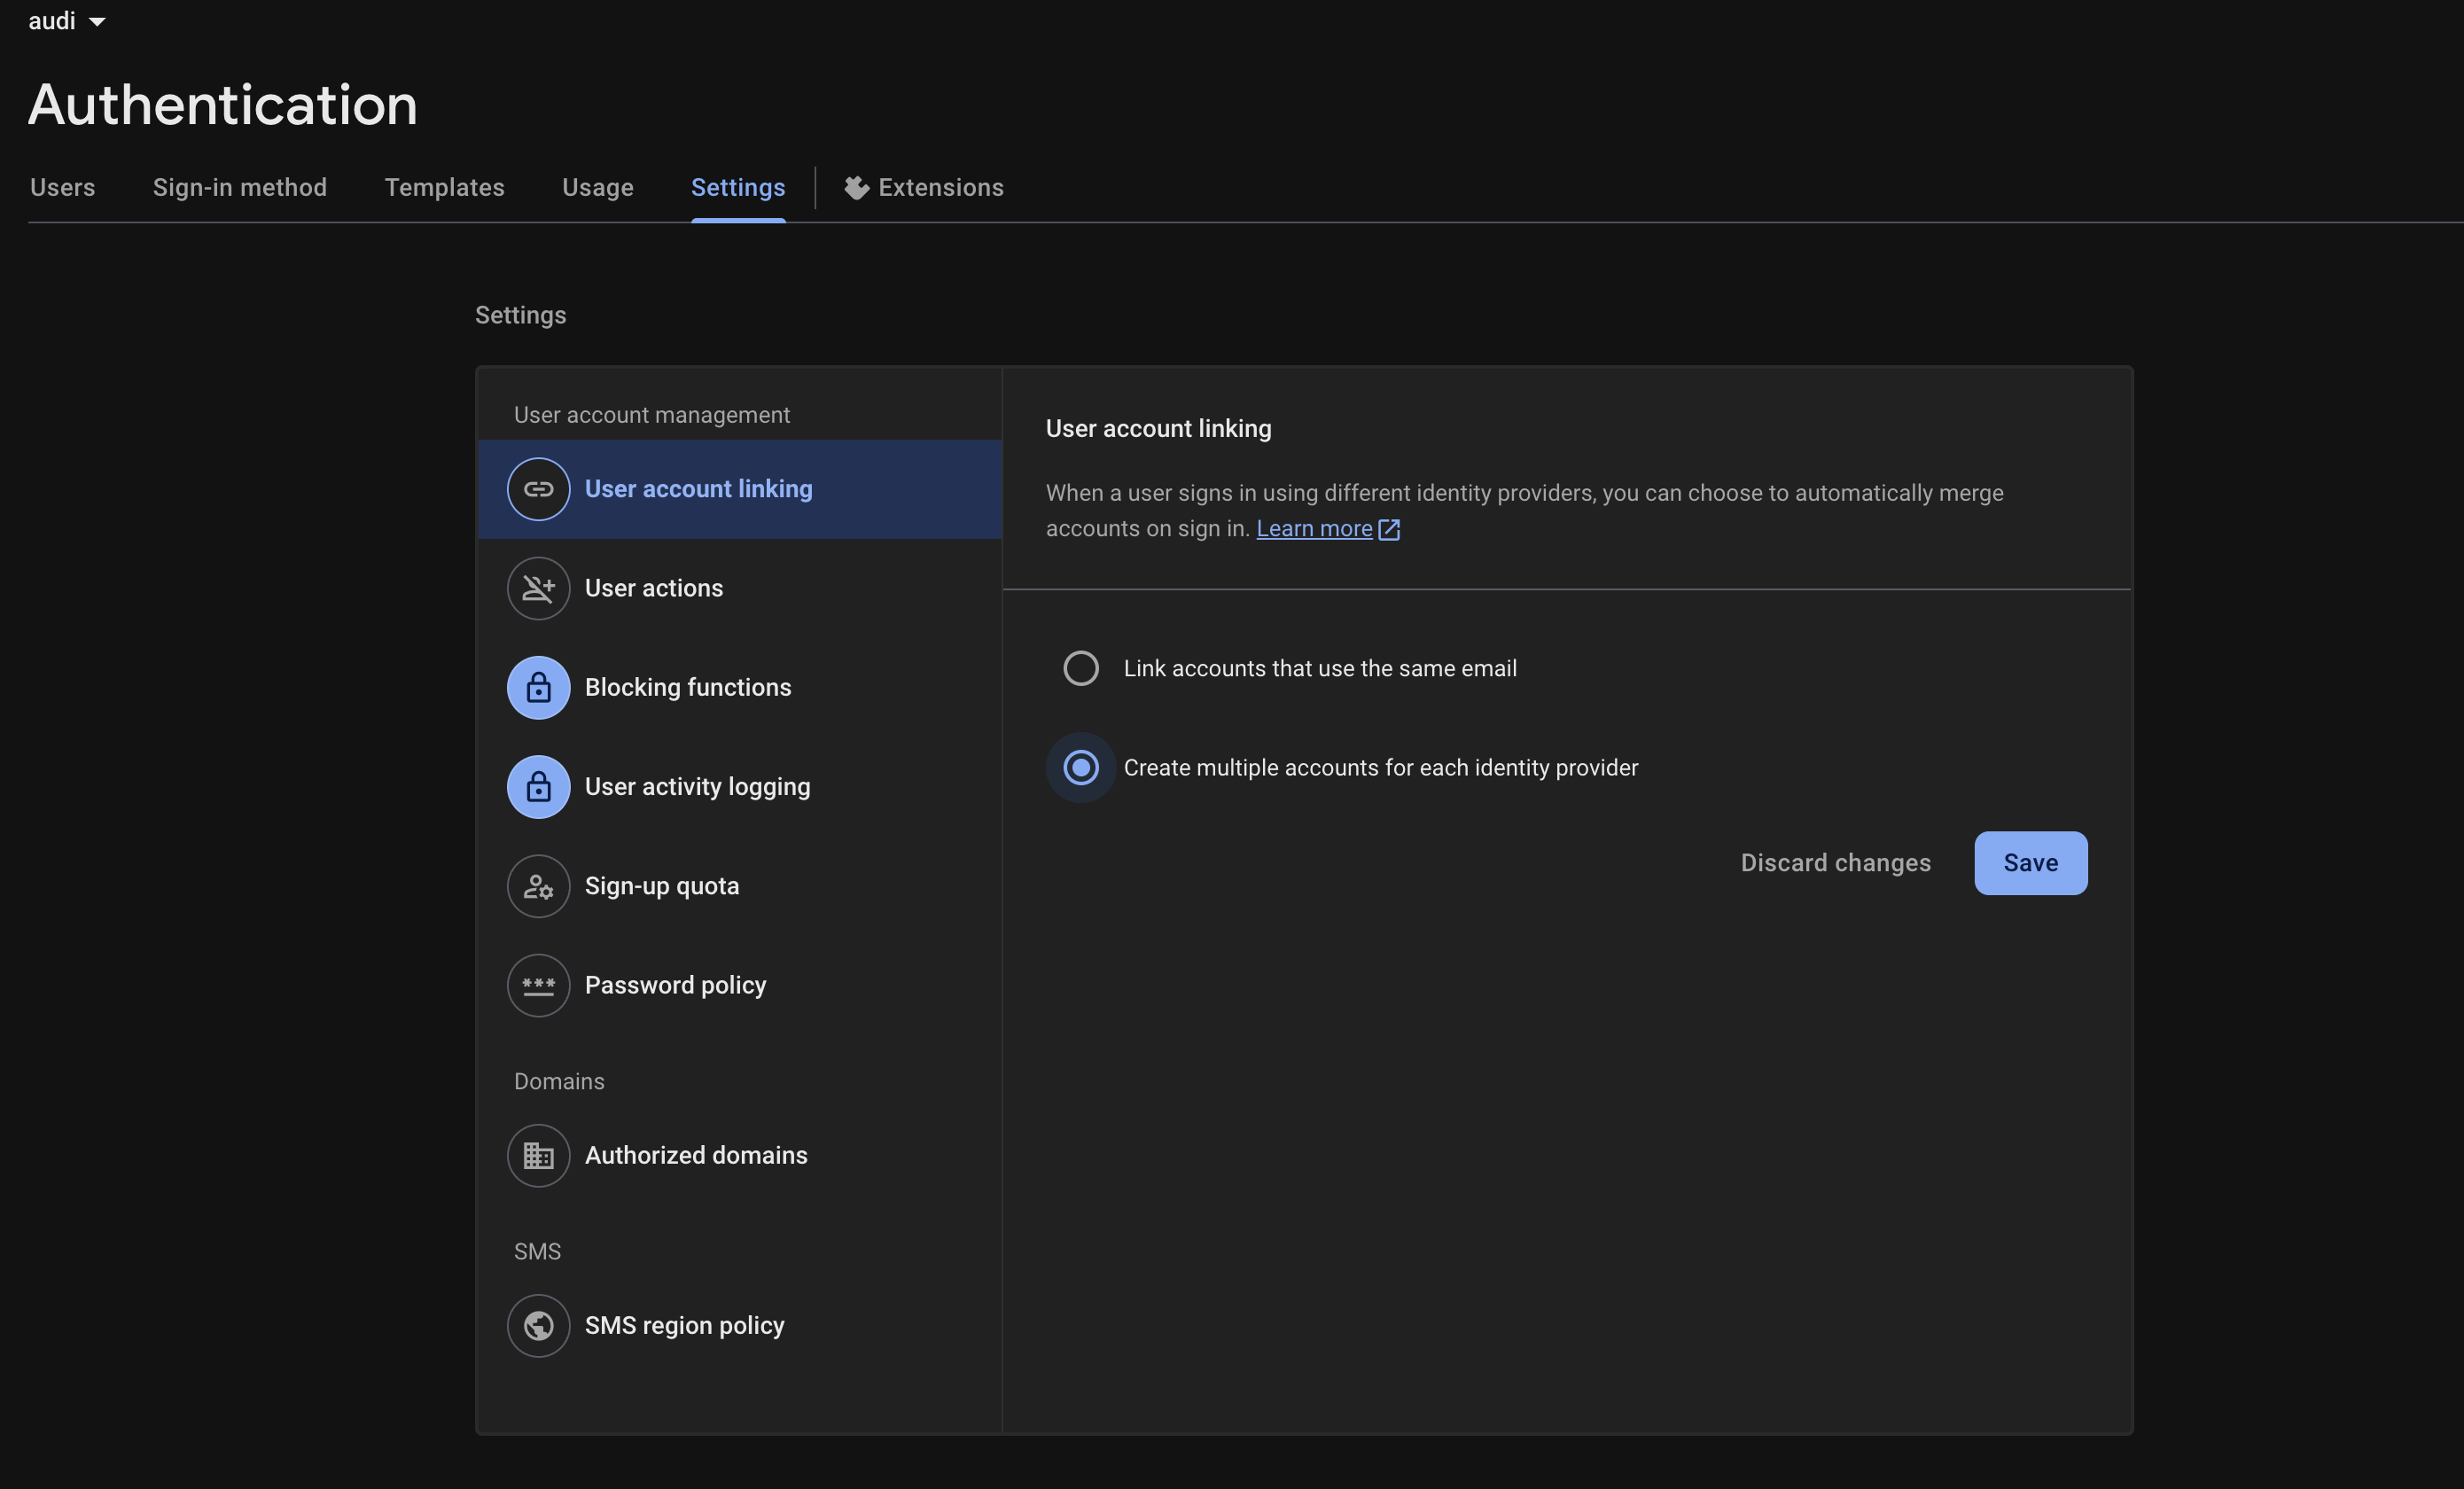 audi
Authentication
Users
Sign-in method
Templates
Usage
Settings
Extensions
Settings
User account management
User account linking
User actions
Blocking functions
User activity logging
Sign-up quota
Password policy
Domains
Authorized domains
SMS
SMS region policy
User account linking
When a user signs in using different identity providers, you can choose to automatically merge
accounts on sign in. Learn more
Link accounts that use the same email
Create multiple accounts for each identity provider
Discard changes
Save